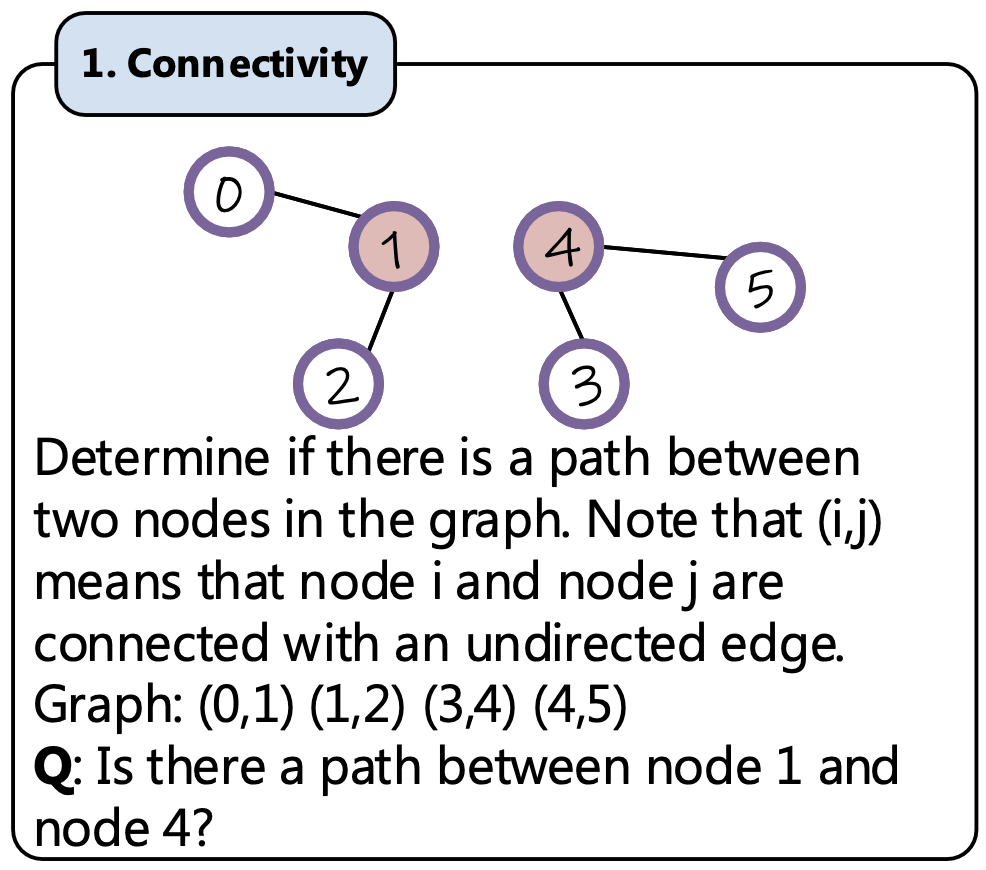 1. Connectivity
0
1
4
5
2
3
Determine if there is a path between
two nodes in the graph. Note that (i,j)
means that node i and node j are
connected with an undirected edge.
Graph: (0,1) (1,2) (3,4) (4,5)
Q: Is there a path between node 1 and
node 4?